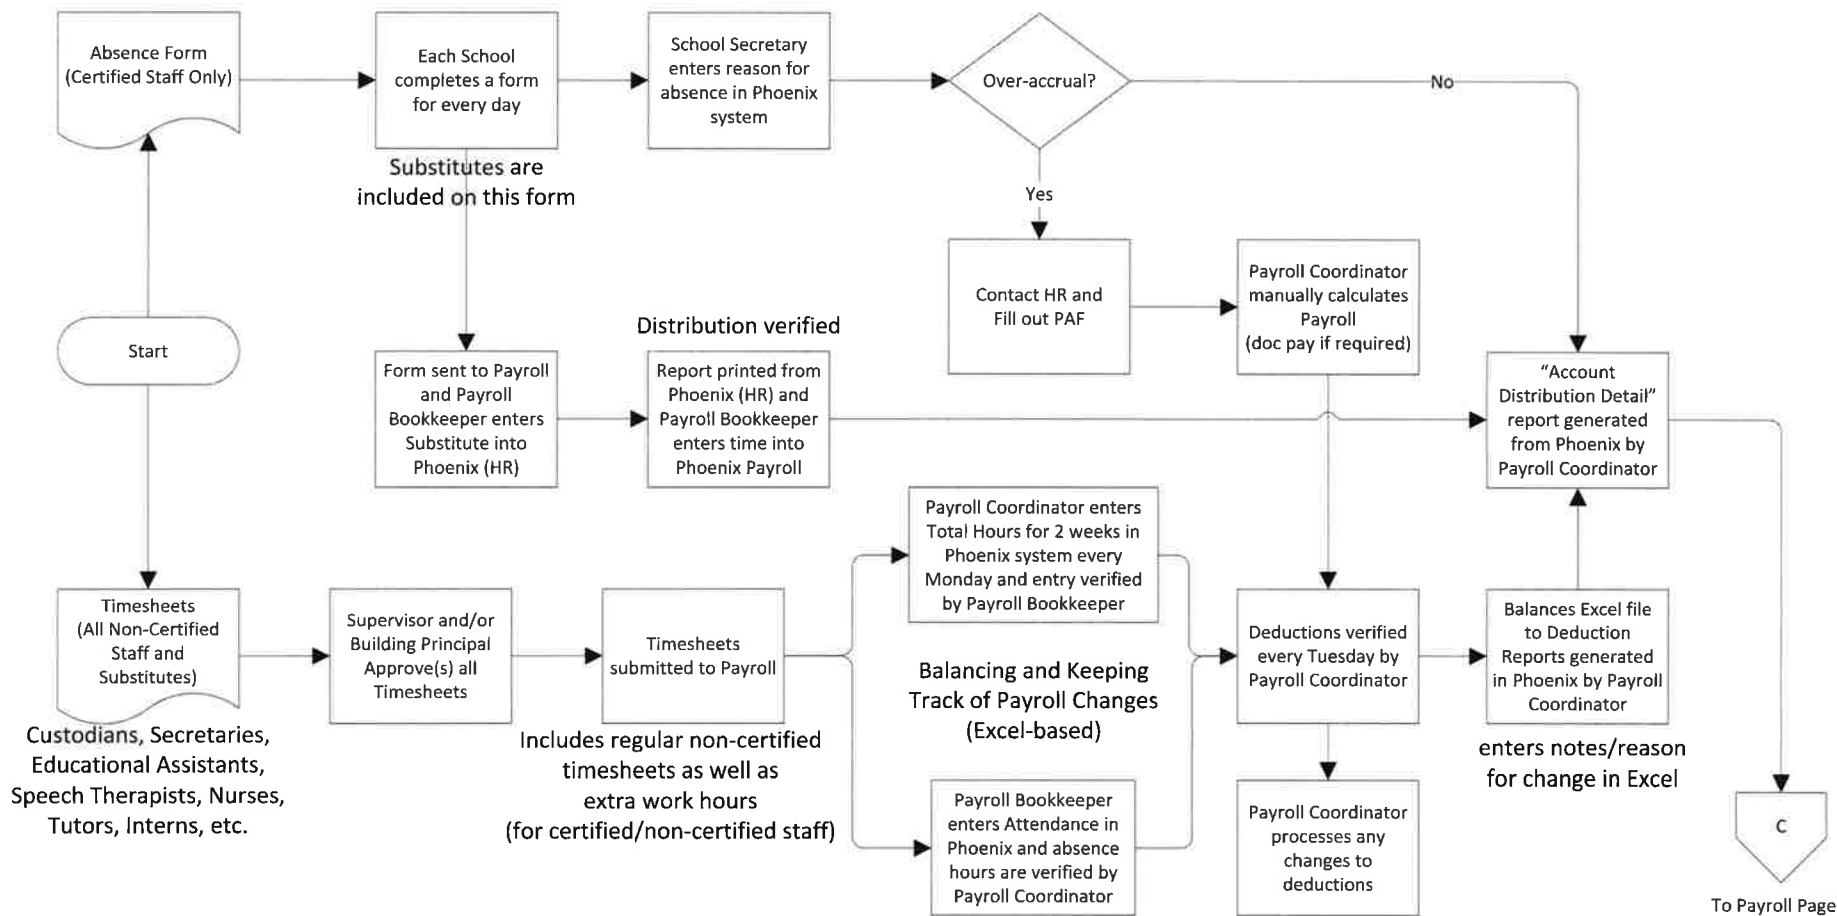 Absence Form
(Certified Staff Only)
Each School
completes a form
for every day
School Secretary
enters reason for
absence in Phoenix
system
Over-accrual?
No
Substitutes are
included on this form
Yes
Contact HR and
Fill out PAF
Payroll Coordinator
manually calculates
Payroll
(doc pay if required)
Start
Distribution verified
Form sent to Payroll
and Payroll
Bookkeeper enters
Substitute into
Phoenix (HR)
Report printed from
Phoenix (HR) and
Payroll Bookkeeper
enters time into
Phoenix Payroll
“Account
Distribution Detail”
report generated
from Phoenix by
Payroll Coordinator
Timesheets
(All Non-Certified
Staff and
Substitutes)
Custodians, Secretaries,
Educational Assistants,
Speech Therapists, Nurses,
Tutors, Interns, etc.
Supervisor and/or
Building Principal
Approve(s) all
Timesheets
Timesheets
submitted to Payroll
Includes regular non-certified
timesheets as well as
extra work hours
(for certified/non-certified staff)
Payroll Coordinator enters
Total Hours for 2 weeks in
Phoenix system every
Monday and entry verified
by Payroll Bookkeeper
Balancing and Keeping
Track of Payroll Changes
(Excel-based)
Payroll Bookkeeper
enters Attendance in
Phoenix and absence
hours are verified by
Payroll Coordinator
Deductions verified
every Tuesday by
Payroll Coordinator
Payroll Coordinator
processes any
changes to
deductions
Balances Excel file
to Deduction
Reports generated
in Phoenix by Payroll
Coordinator
enters notes/reason
for change in Excel
C
To Payroll Page